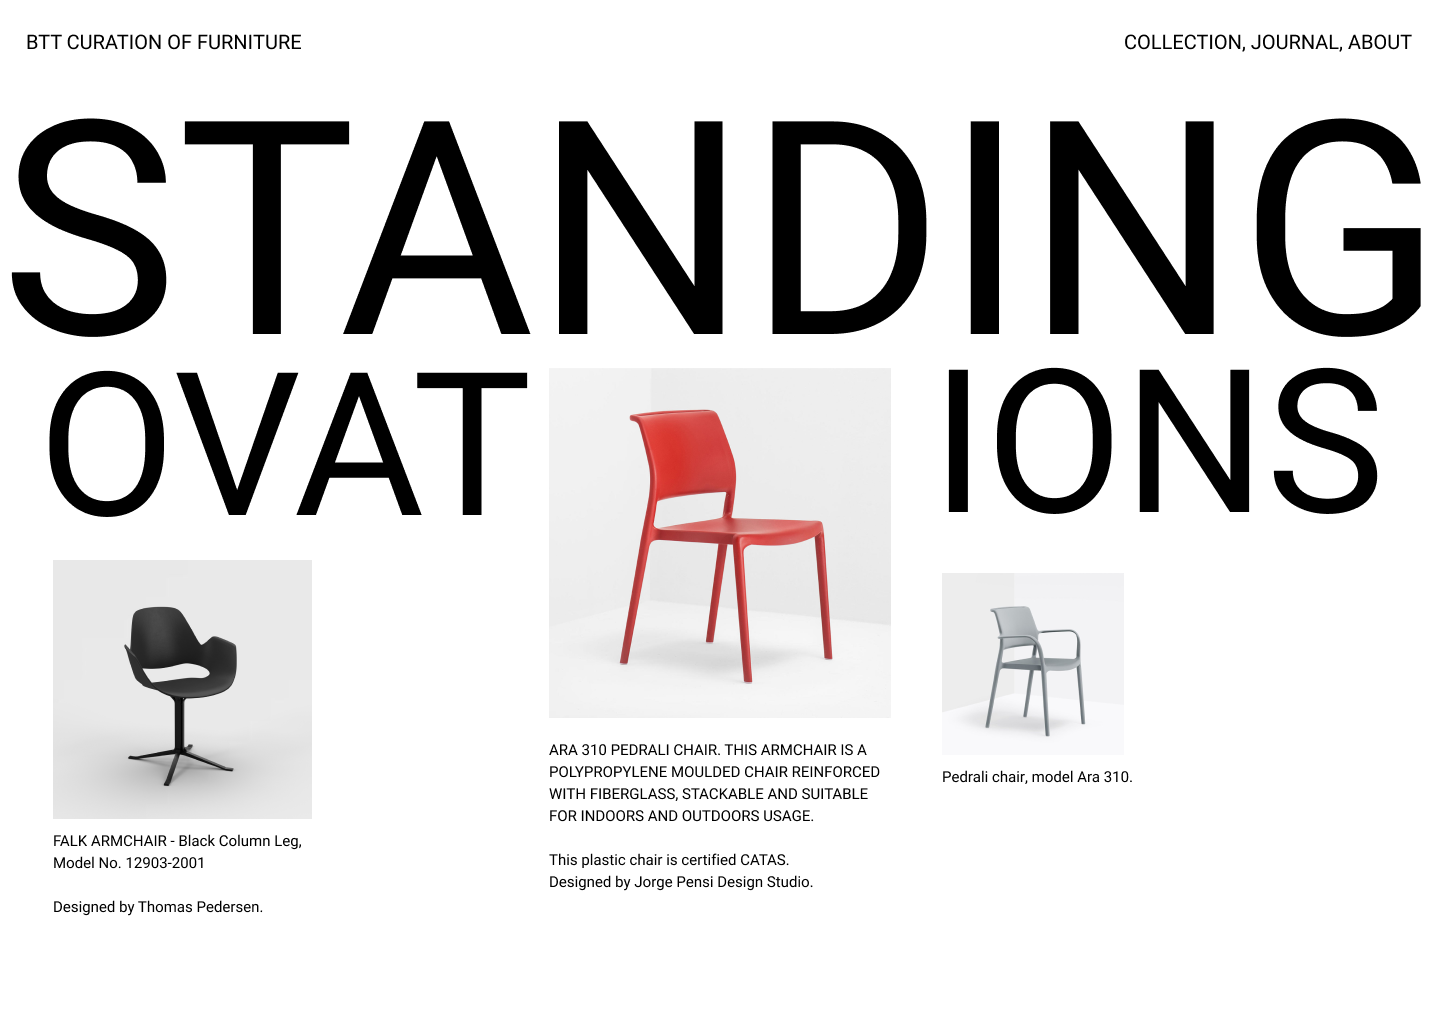 BTT CURATION OF FURNITURE
COLLECTION, JOURNAL, ABOUT
STANDING
OVATIONS
FALK ARMCHAIR - Black Column Leg,
Model No. 12903-2001
Designed by Thomas Pedersen.
ARA 310 PEDRALI CHAIR. THIS ARMCHAIR IS A
POLYPROPYLENE MOULDED CHAIR REINFORCED
WITH FIBERGLASS, STACKABLE AND SUITABLE
FOR INDOORS AND OUTDOORS USAGE.
This plastic chair is certified CATAS.
Designed by Jorge Pensi Design Studio.
Pedrali chair, model Ara 310.